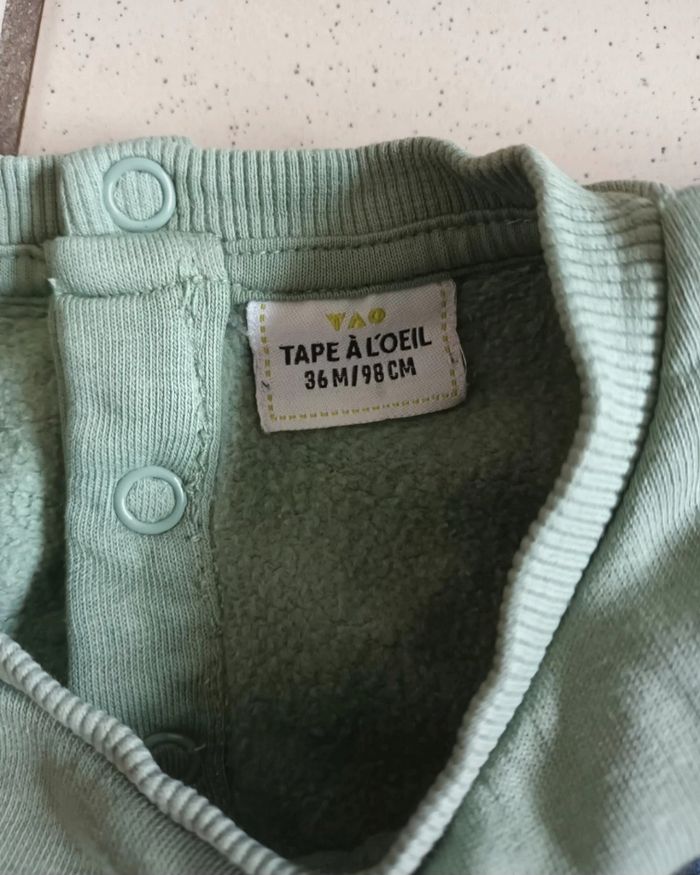 TAO
TAPE À L'OEIL
36M/98CM